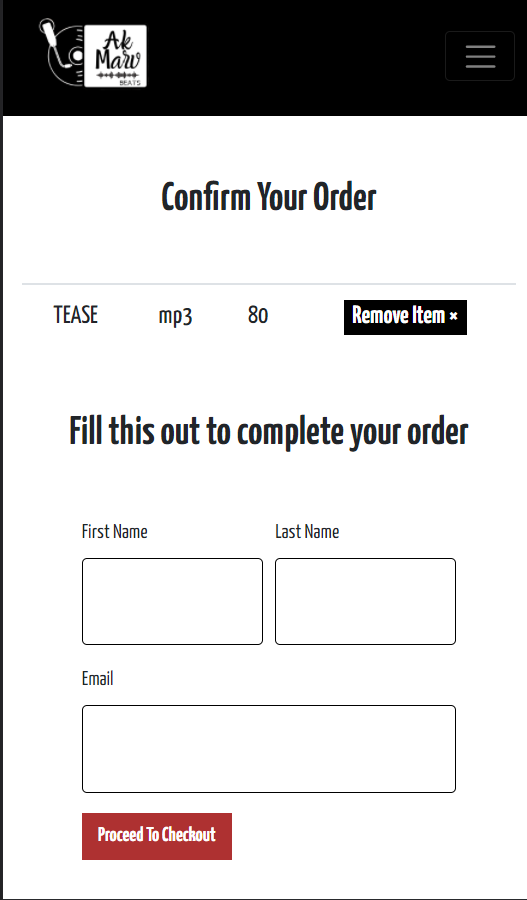 Ak
Marv
BEATS
Confirm Your Order
TEASE mp3 80 Remove Item ×
Fill this out to complete your order
First Name Last Name
Email
Proceed To Checkout